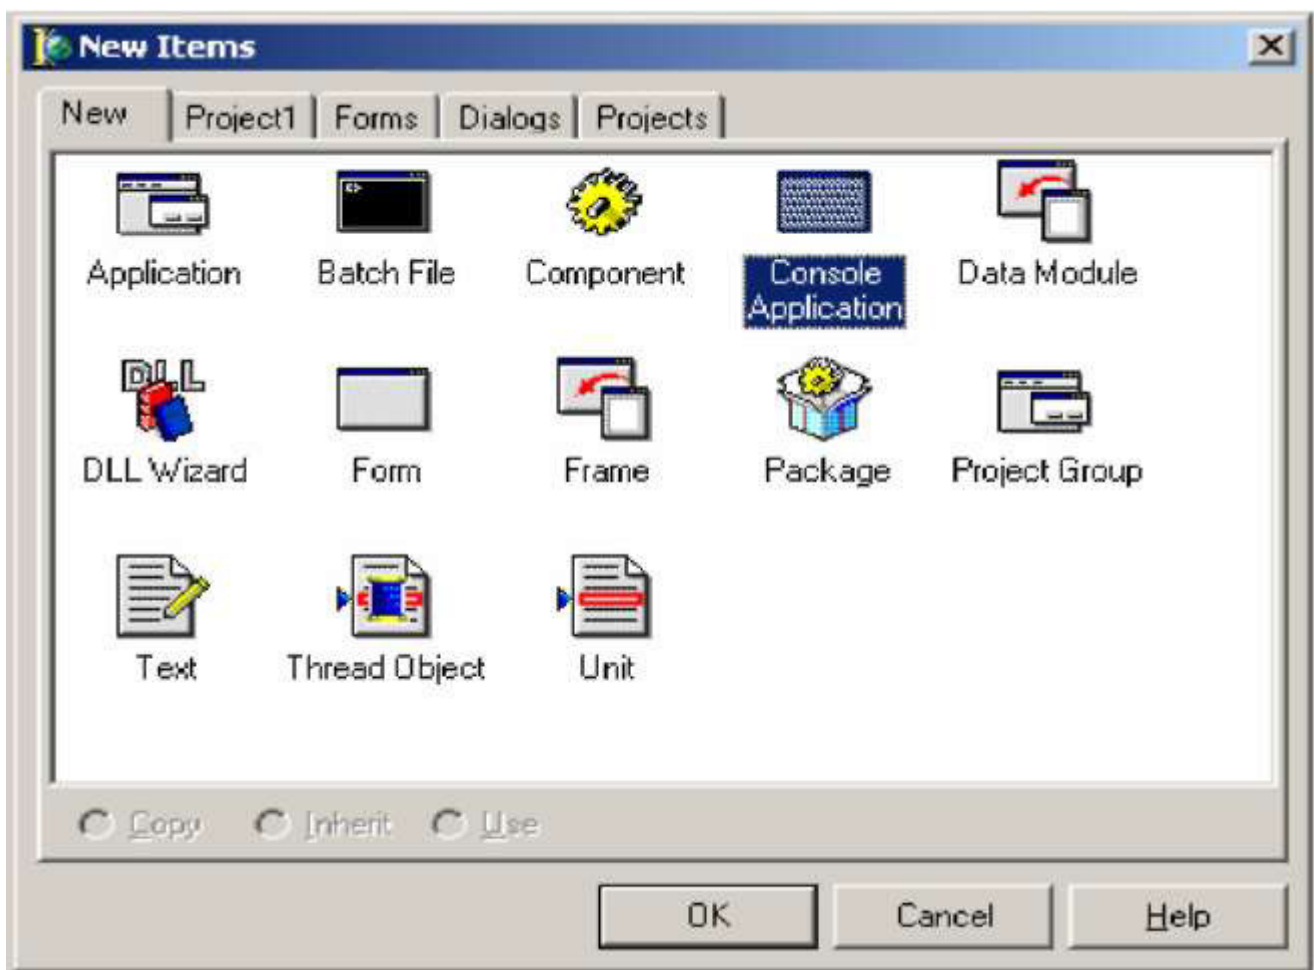 New Items
New Project1 Forms Dialogs Projects
Application Batch File Component Console Application Data Module
DLL
DLL Wizard Form Frame Package Project Group
Text Thread Object Unit
Copy Inherit Use
OK Cancel Help